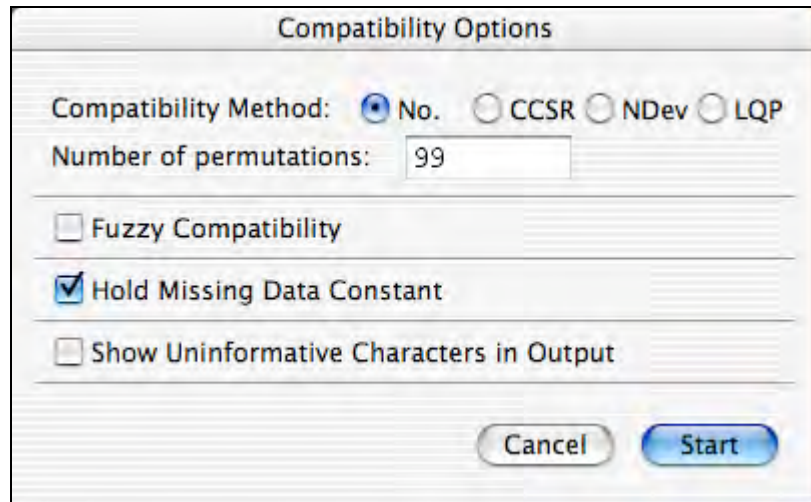 Compatibility Options
Compatibility Method: No. CCSR NDev LQP
Number of permutations: 99
Fuzzy Compatibility
Hold Missing Data Constant
Show Uninformative Characters in Output
Cancel Start